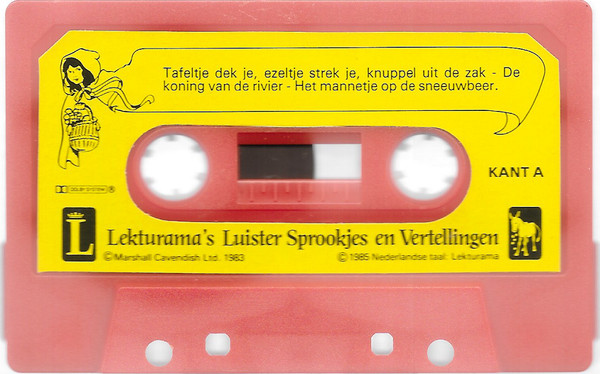 Tafeltje dek je, ezeltje strek je, knuppel uit de zak - De
koning van de rivier - Het mannetje op de sneeuwbeer.
KANT A
L
Lekturama's Luister Sprookjes en Vertellingen
©Marshall Cavendish Ltd. 1983
©1985 Nederlandse taal: Lekturama